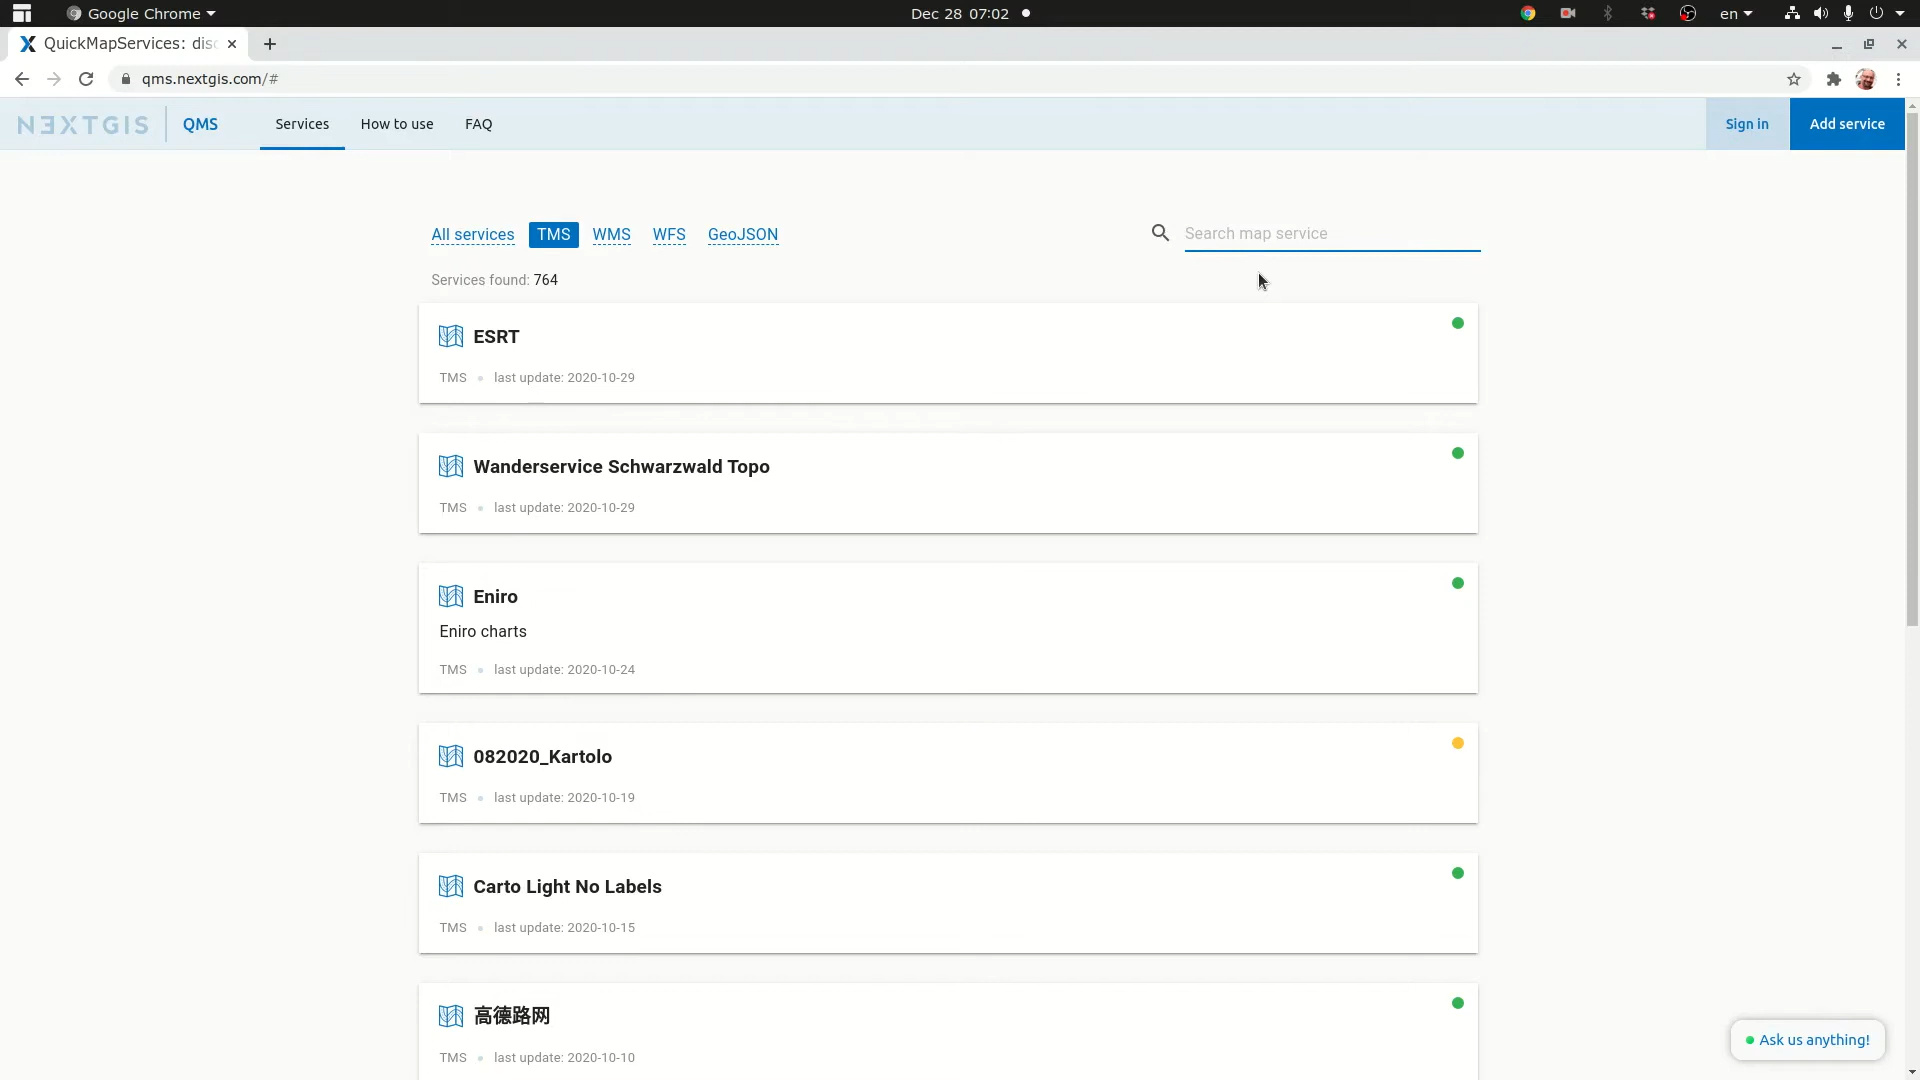 Google Chrome
Dec 28 07:02
en
QuickMapServices: disc
qms.nextgis.com/#
NEXTGIS
QMS
Services
How to use
FAQ
Sign in
Add service
All services
TMS
WMS
WFS
GeoJSON
Search map service
Services found: 764
ESRT
TMS • last update: 2020-10-29
Wanderservice Schwarzwald Topo
TMS • last update: 2020-10-29
Eniro
Eniro charts
TMS • last update: 2020-10-24
082020_Kartolo
TMS • last update: 2020-10-19
Carto Light No Labels
TMS • last update: 2020-10-15
高德路网
TMS • last update: 2020-10-10
Ask us anything!